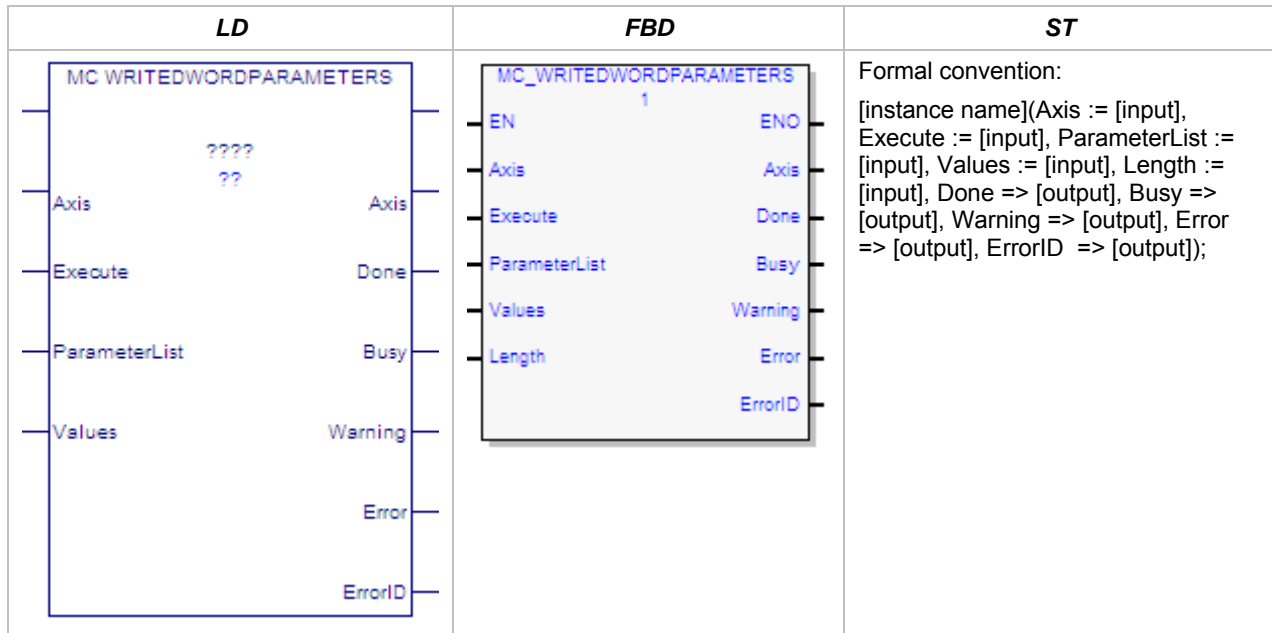 LD
FBD
ST
MC WRITEDWORDPARAMETERS
????
??
Axis Axis
Execute Done
ParameterList Busy
Values Warning
Error
ErrorID
MC_WRITEDWORDPARAMETERS
1
EN ENO
Axis Axis
Execute Done
ParameterList Busy
Values Warning
Length Error
ErrorID
Formal convention:
[instance name](Axis := [input],
Execute := [input], ParameterList :=
[input], Values := [input], Length :=
[input], Done => [output], Busy =>
[output], Warning => [output], Error
=> [output], ErrorID => [output]);